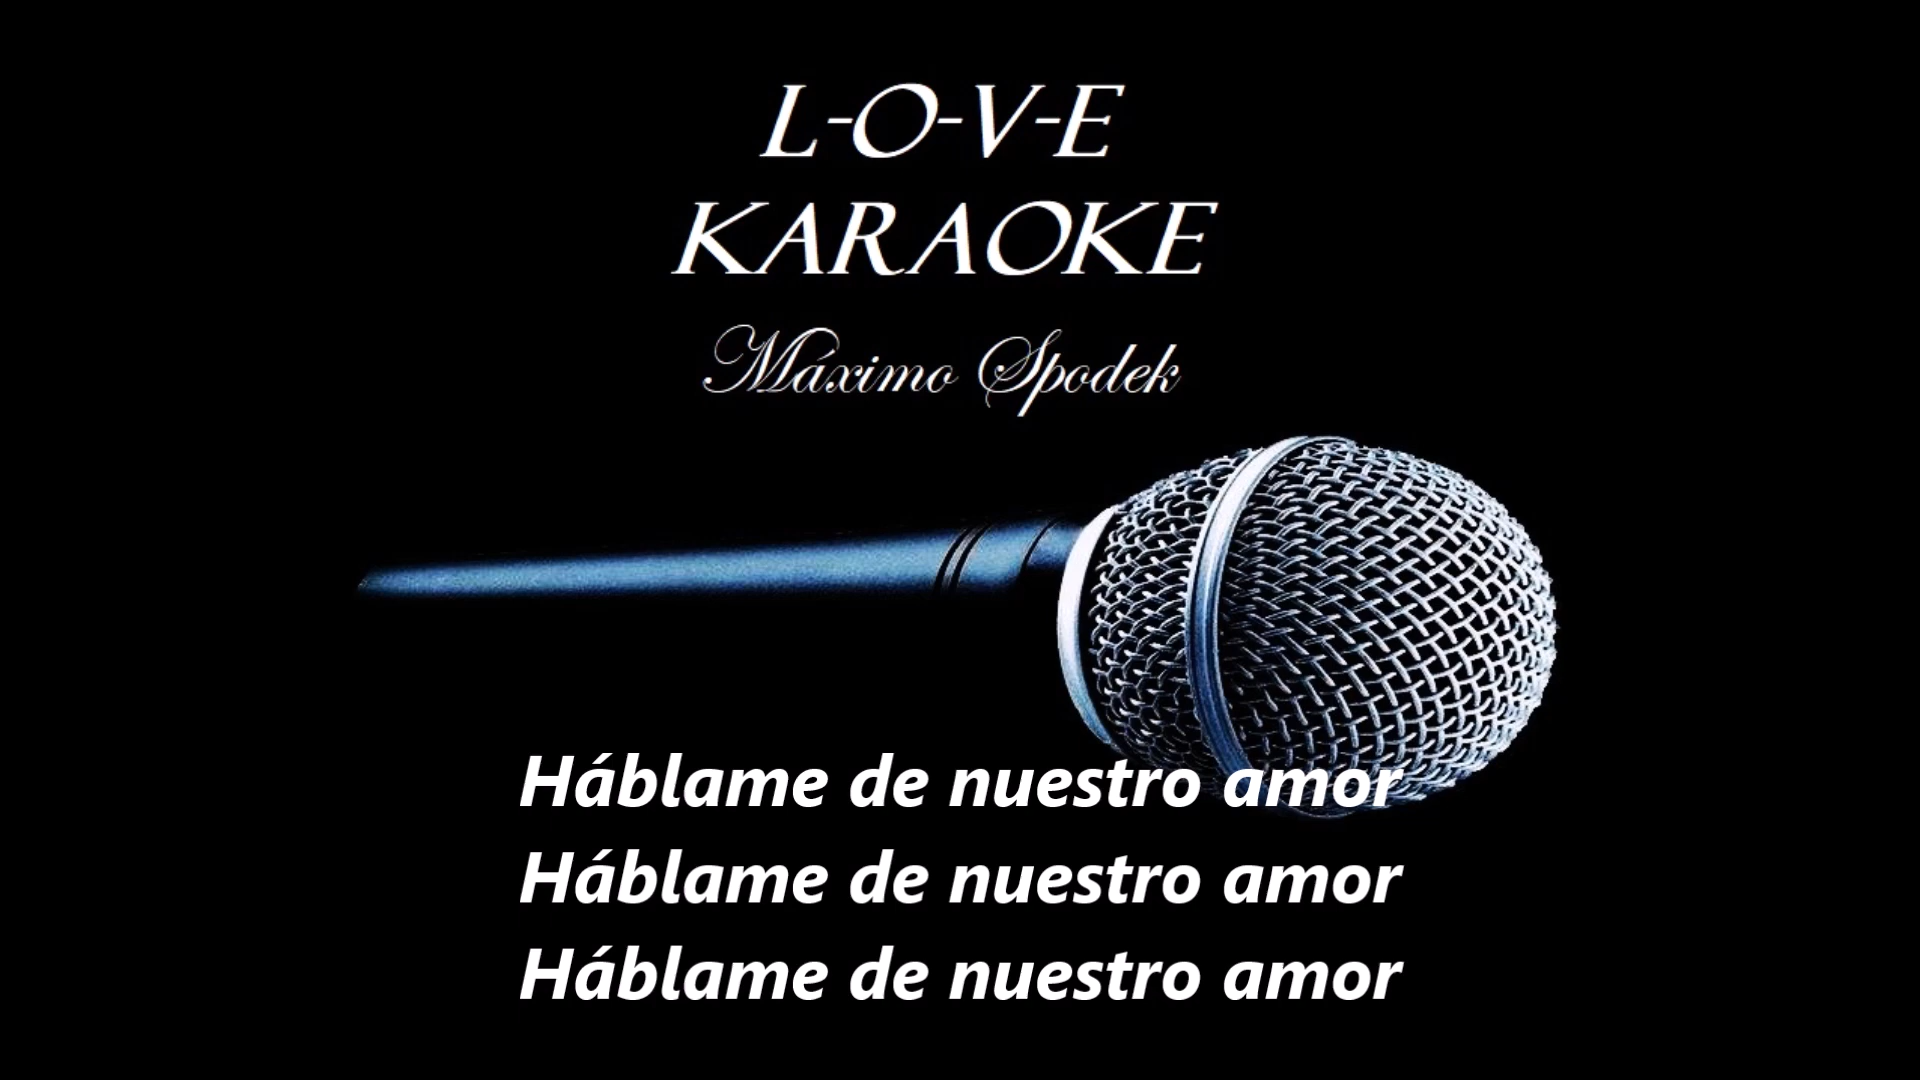 L-O-V-E
KARAOKE
Máximo Spodek
Háblame de nuestro amor
Háblame de nuestro amor
Háblame de nuestro amor